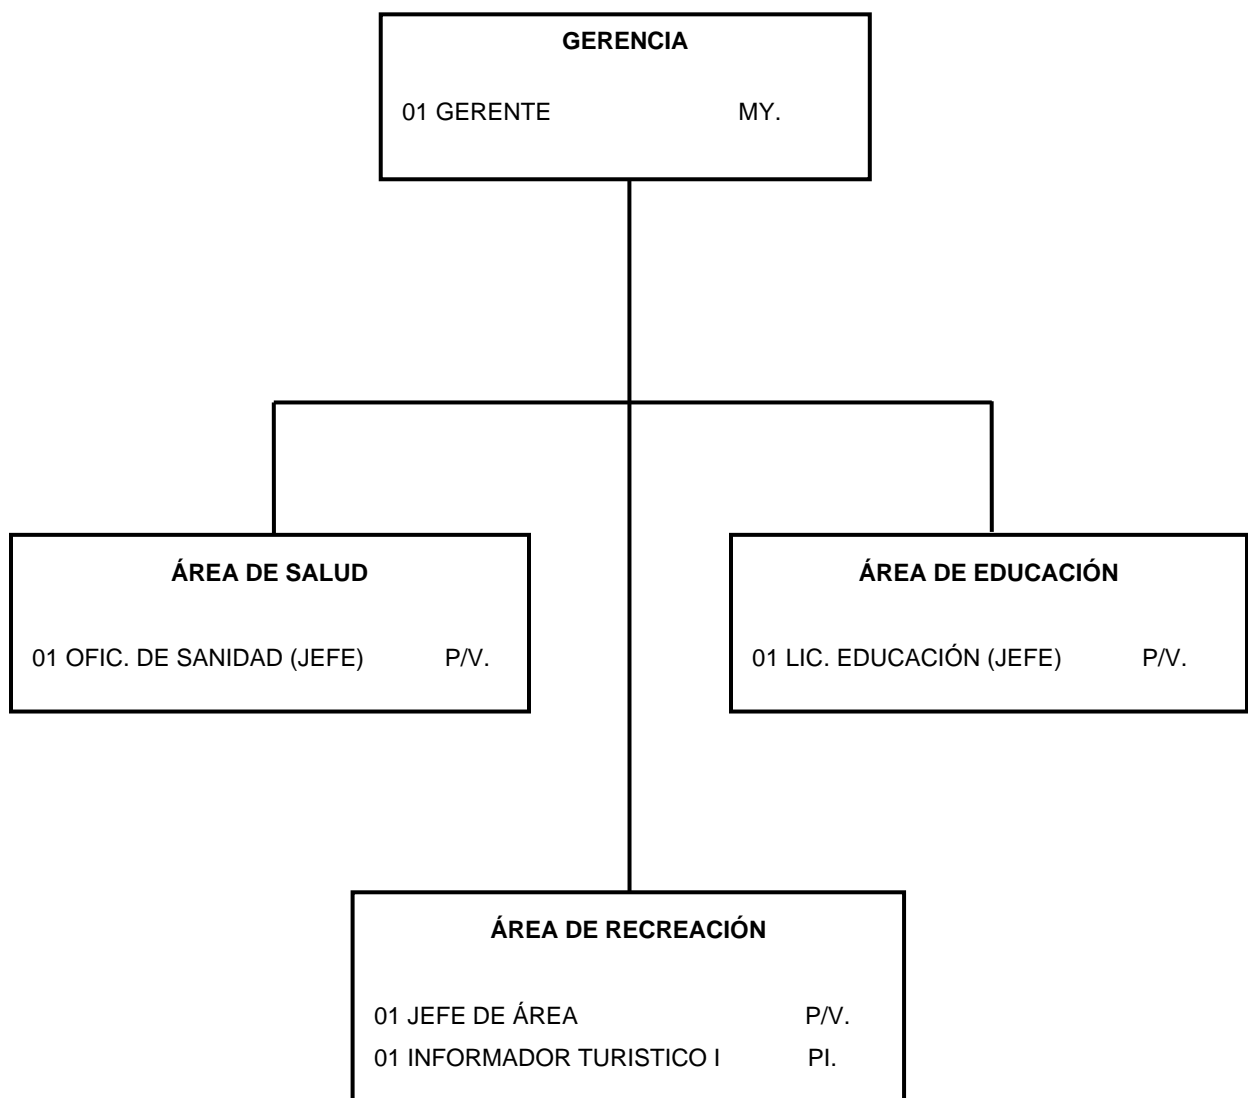 GERENCIA
01 GERENTE MY.
ÁREA DE SALUD
01 OFIC. DE SANIDAD (JEFE) P/V.
ÁREA DE EDUCACIÓN
01 LIC. EDUCACIÓN (JEFE) P/V.
ÁREA DE RECREACIÓN
01 JEFE DE ÁREA P/V.
01 INFORMADOR TURISTICO I PI.